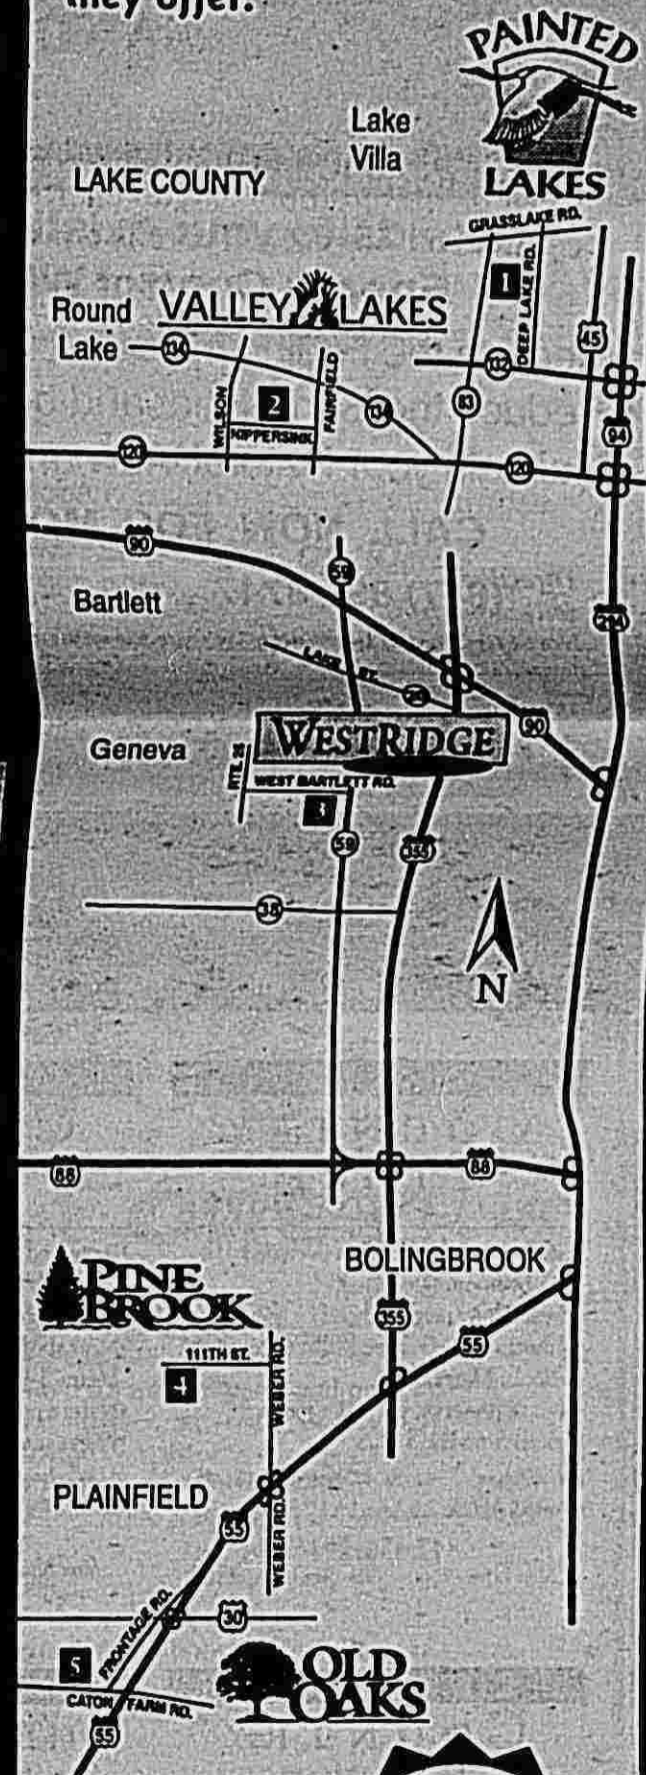 they offer.
PAINTED
LAKES
Lake
Villa
LAKE COUNTY
GRASSLAKE RD.
1
DEEP LAKE RD.
45
VALLEY LAKES
Round
Lake
134
132
WILSON
2
FAIRFIELD
134
83
NIPPERSINK
94
120
120
90
59
Bartlett
294
LAKE ST.
20
90
WESTRIDGE
Geneva
RTE. 25
WEST BARTLETT RD.
3
59
355
38
N
88
88
PINE
BROOK
BOLINGBROOK
355
55
111TH ST.
4
WEBER RD.
PLAINFIELD
55
WEBER RD.
FRONTAGE RD.
30
5
OLD
OAKS
CATON FARM RD.
55